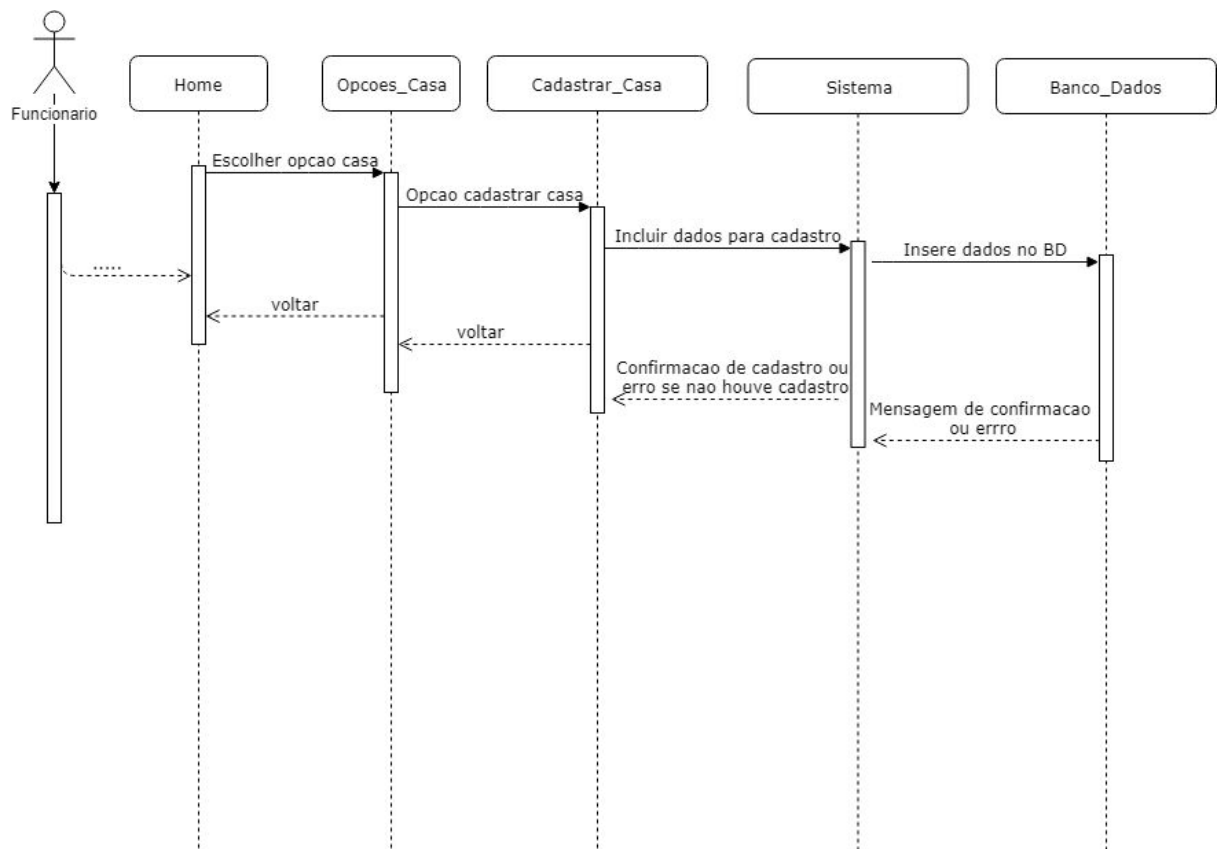 Funcionario
Home
Opcoes_Casa
Cadastrar_Casa
Sistema
Banco_Dados
Escolher opcao casa
Opcao cadastrar casa
Incluir dados para cadastro
Insere dados no BD
.....
voltar
voltar
Confirmacao de cadastro ou
erro se nao houve cadastro
Mensagem de confirmacao
ou errro